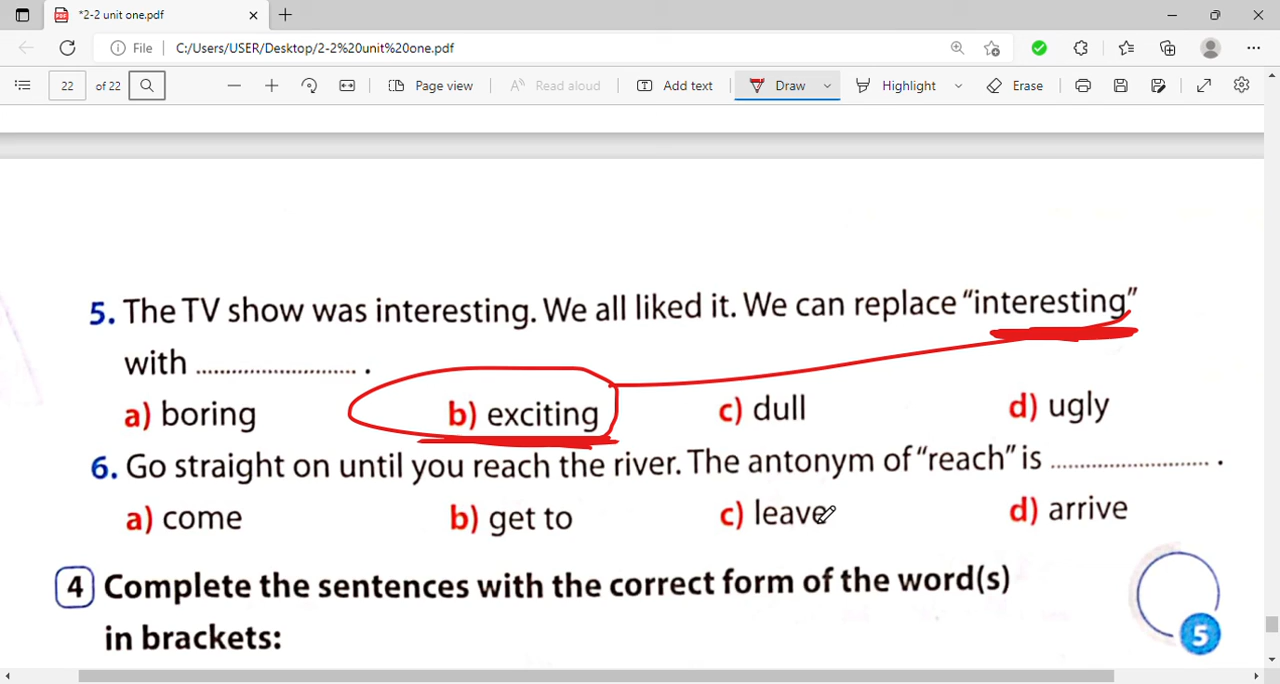 *2-2 unit one.pdf
File C:/Users/USER/Desktop/2-2%20unit%20one.pdf
22 of 22 Page view Read aloud Add text Draw Highlight Erase
5. The TV show was interesting. We all liked it. We can replace “interesting”
with ........................... .
a) boring b) exciting c) dull d) ugly
6. Go straight on until you reach the river. The antonym of “reach” is ........................... .
a) come b) get to c) leave d) arrive
4 Complete the sentences with the correct form of the word(s)
in brackets:
5